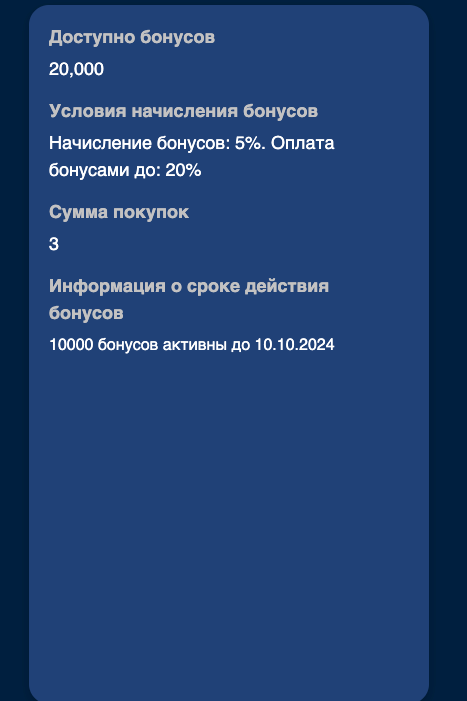 Доступно бонусов
20,000
Условия начисления бонусов
Начисление бонусов: 5%. Оплата
бонусами до: 20%
Сумма покупок
3
Информация о сроке действия
бонусов
10000 бонусов активны до 10.10.2024